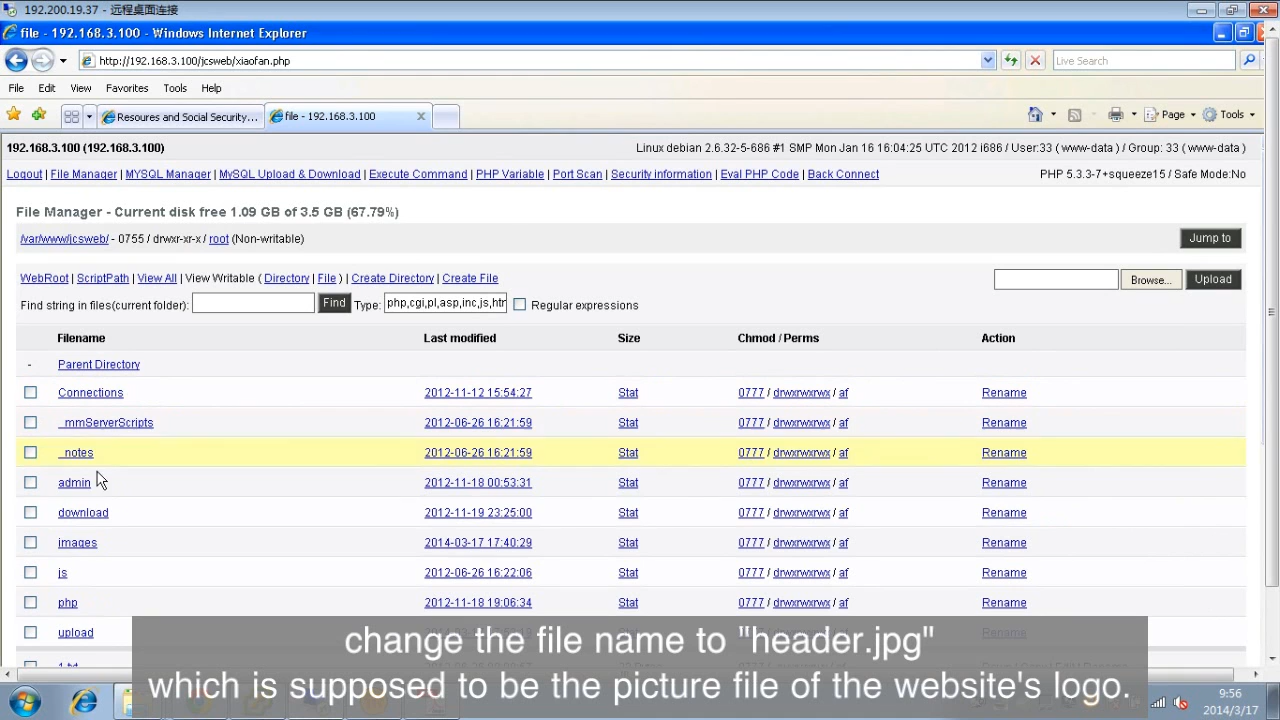 192.200.19.37 - 远程桌面连接
file - 192.168.3.100 - Windows Internet Explorer
http://192.168.3.100/jcsweb/xiaofan.php
Live Search
File Edit View Favorites Tools Help
Resoures and Social Security...
file - 192.168.3.100
Page
Tools
192.168.3.100 (192.168.3.100)
Linux debian 2.6.32-5-686 #1 SMP Mon Jan 16 16:04:25 UTC 2012 i686 / User:33 ( www-data ) / Group: 33 ( www-data )
Logout | File Manager | MYSQL Manager | MySQL Upload & Download | Execute Command | PHP Variable | Port Scan | Security information | Eval PHP Code | Back Connect
PHP 5.3.3-7+squeeze15 / Safe Mode:No
File Manager - Current disk free 1.09 GB of 3.5 GB (67.79%)
/var/www/jcsweb/ - 0755 / drwxr-xr-x / root (Non-writable)
Jump to
WebRoot | ScriptPath | View All | View Writable ( Directory | File ) | Create Directory | Create File
Browse...
Upload
Find string in files(current folder):
Find
Type: php,cgi,pl,asp,inc,js,htr
Regular expressions
Filename Last modified Size Chmod / Perms Action
- Parent Directory
Connections 2012-11-12 15:54:27 Stat 0777 / drwxrwxrwx / af Rename
_mmServerScripts 2012-06-26 16:21:59 Stat 0777 / drwxrwxrwx / af Rename
_notes 2012-06-26 16:21:59 Stat 0777 / drwxrwxrwx / af Rename
admin 2012-11-18 00:53:31 Stat 0777 / drwxrwxrwx / af Rename
download 2012-11-19 23:25:00 Stat 0777 / drwxrwxrwx / af Rename
images 2014-03-17 17:40:29 Stat 0777 / drwxrwxrwx / af Rename
js 2012-06-26 16:22:06 Stat 0777 / drwxrwxrwx / af Rename
php 2012-11-18 19:06:34 Stat 0777 / drwxrwxrwx / af Rename
upload
change the file name to "header.jpg"
which is supposed to be the picture file of the website's logo.
9:56
2014/3/17